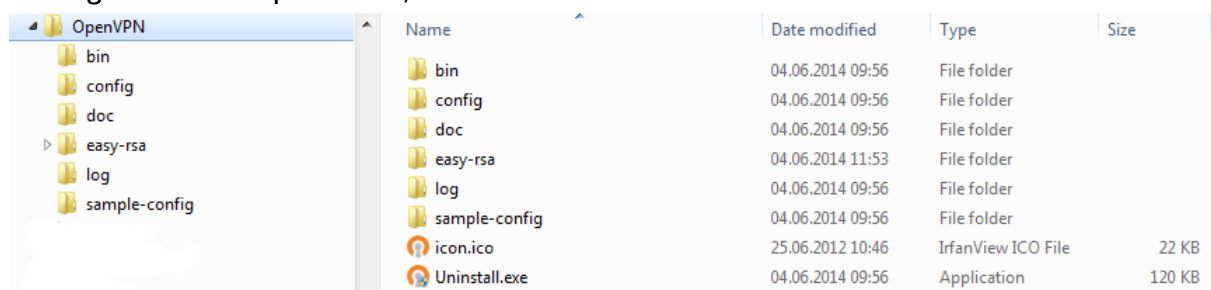 OpenVPN
bin
config
doc
easy-rsa
log
sample-config
Name Date modified Type Size
bin 04.06.2014 09:56 File folder
config 04.06.2014 09:56 File folder
doc 04.06.2014 09:56 File folder
easy-rsa 04.06.2014 11:53 File folder
log 04.06.2014 09:56 File folder
sample-config 04.06.2014 09:56 File folder
icon.ico 25.06.2012 10:46 IrfanView ICO File 22 KB
Uninstall.exe 04.06.2014 09:56 Application 120 KB